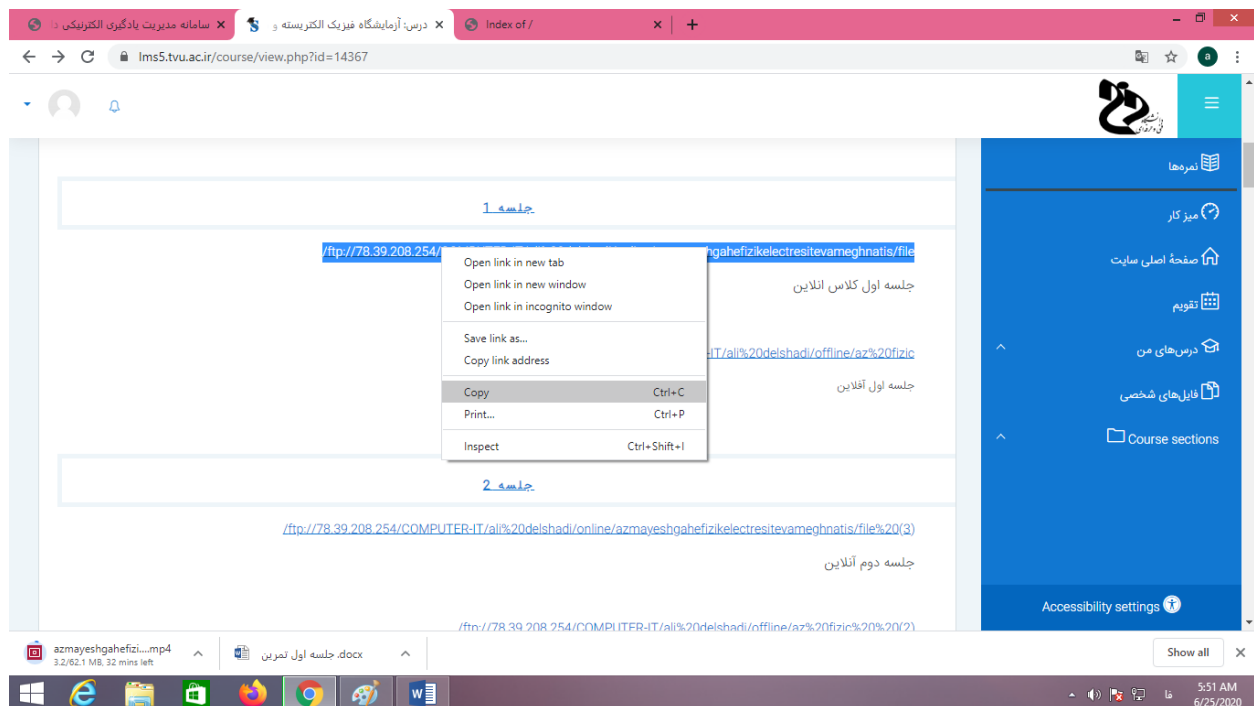 سامانه مدیریت یادگیری الکترنیکی دا
درس: آزمایشگاه فیزیک الکتریسته و
Index of /
lms5.tvu.ac.ir/course/view.php?id=14367
a
دانشگاه
فنی و حرفه‌ای
نمره‌ها
میز کار
صفحهٔ اصلی سایت
تقویم
درس‌های من
فایل‌های شخصی
Course sections
Accessibility settings
جلسه 1
/ftp://78.39.208.254/
hgahefizikelectresitevameghnatis/file
جلسه اول کلاس انلاین
-IT/ali%20delshadi/offline/az%20fizic
جلسه اول آفلاین
Open link in new tab
Open link in new window
Open link in incognito window
Save link as...
Copy link address
Copy Ctrl+C
Print... Ctrl+P
Inspect Ctrl+Shift+I
جلسه 2
/ftp://78.39.208.254/COMPUTER-IT/ali%20delshadi/online/azmayeshgahefizikelectresitevameghnatis/file%20(3)
جلسه دوم آنلاین
/ftp://78.39.208.254/COMPUTER-IT/ali%20delshadi/offline/az%20fizic%20%20(2)
azmayeshgahefizi....mp4
3.2/62.1 MB, 32 mins left
جلسه اول تمرین .docx
Show all
فا
5:51 AM
6/25/2020